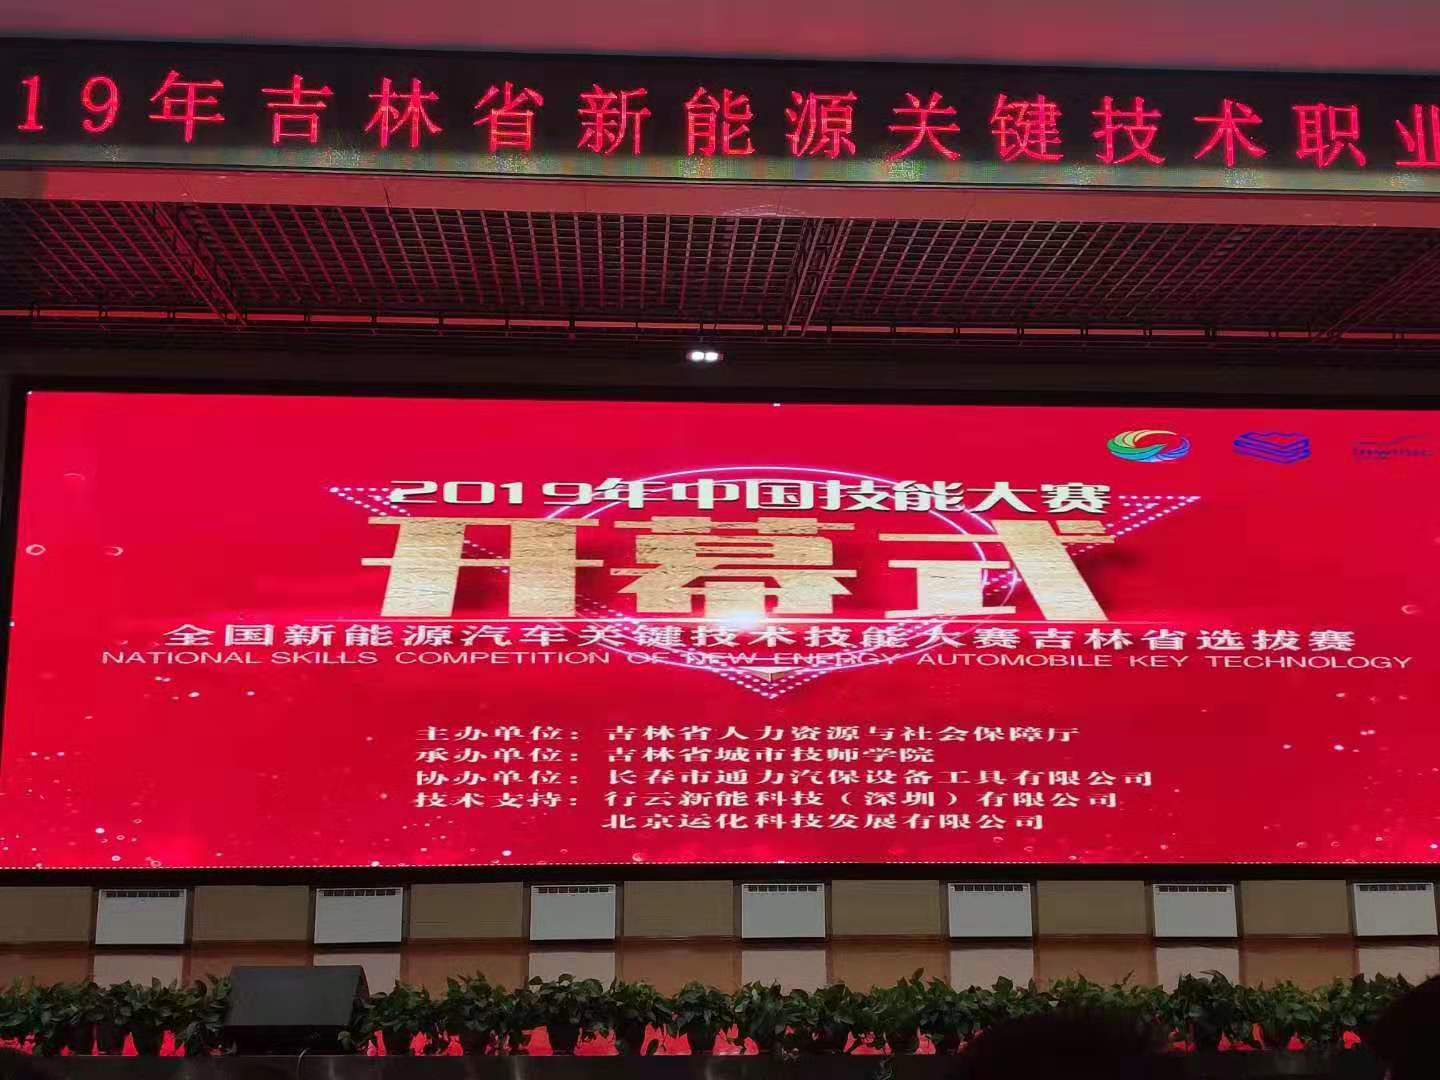 19年吉林省新能源关键技术职业
2019年中国技能大赛
开幕式
全国新能源汽车关键技术技能大赛吉林省选拔赛
NATIONAL SKILLS COMPETITION OF NEW ENERGY AUTOMOBILE KEY TECHNOLOGY
主办单位：吉林省人力资源与社会保障厅
承办单位：吉林省城市技师学院
协办单位：长春市通力汽保设备工具有限公司
技术支持：行云新能科技（深圳）有限公司
北京运化科技发展有限公司